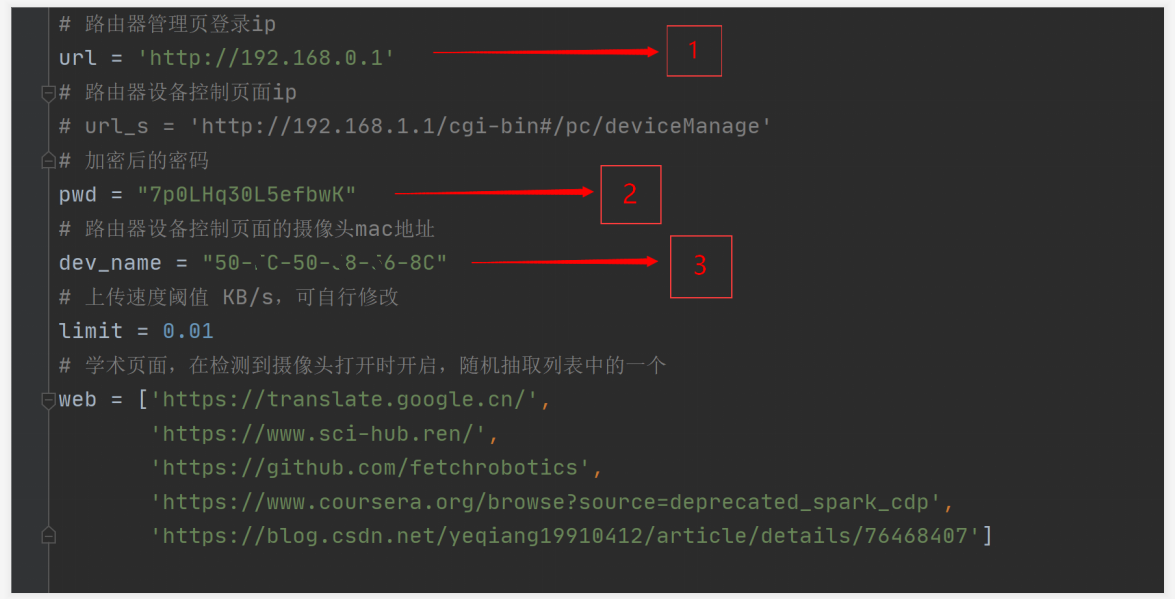 # 路由器管理页登录ip
url = 'http://192.168.0.1'
1
# 路由器设备控制页面ip
# url_s = 'http://192.168.1.1/cgi-bin#/pc/deviceManage'
# 加密后的密码
pwd = "7p0LHq30L5efbwK"
2
# 路由器设备控制页面的摄像头mac地址
dev_name = "50- C-50- 8- 6-8C"
3
# 上传速度阈值 KB/s，可自行修改
limit = 0.01
# 学术页面，在检测到摄像头打开时开启，随机抽取列表中的一个
web = ['https://translate.google.cn/',
'https://www.sci-hub.ren/',
'https://github.com/fetchrobotics',
'https://www.coursera.org/browse?source=deprecated_spark_cdp',
'https://blog.csdn.net/yeqiang19910412/article/details/76468407']